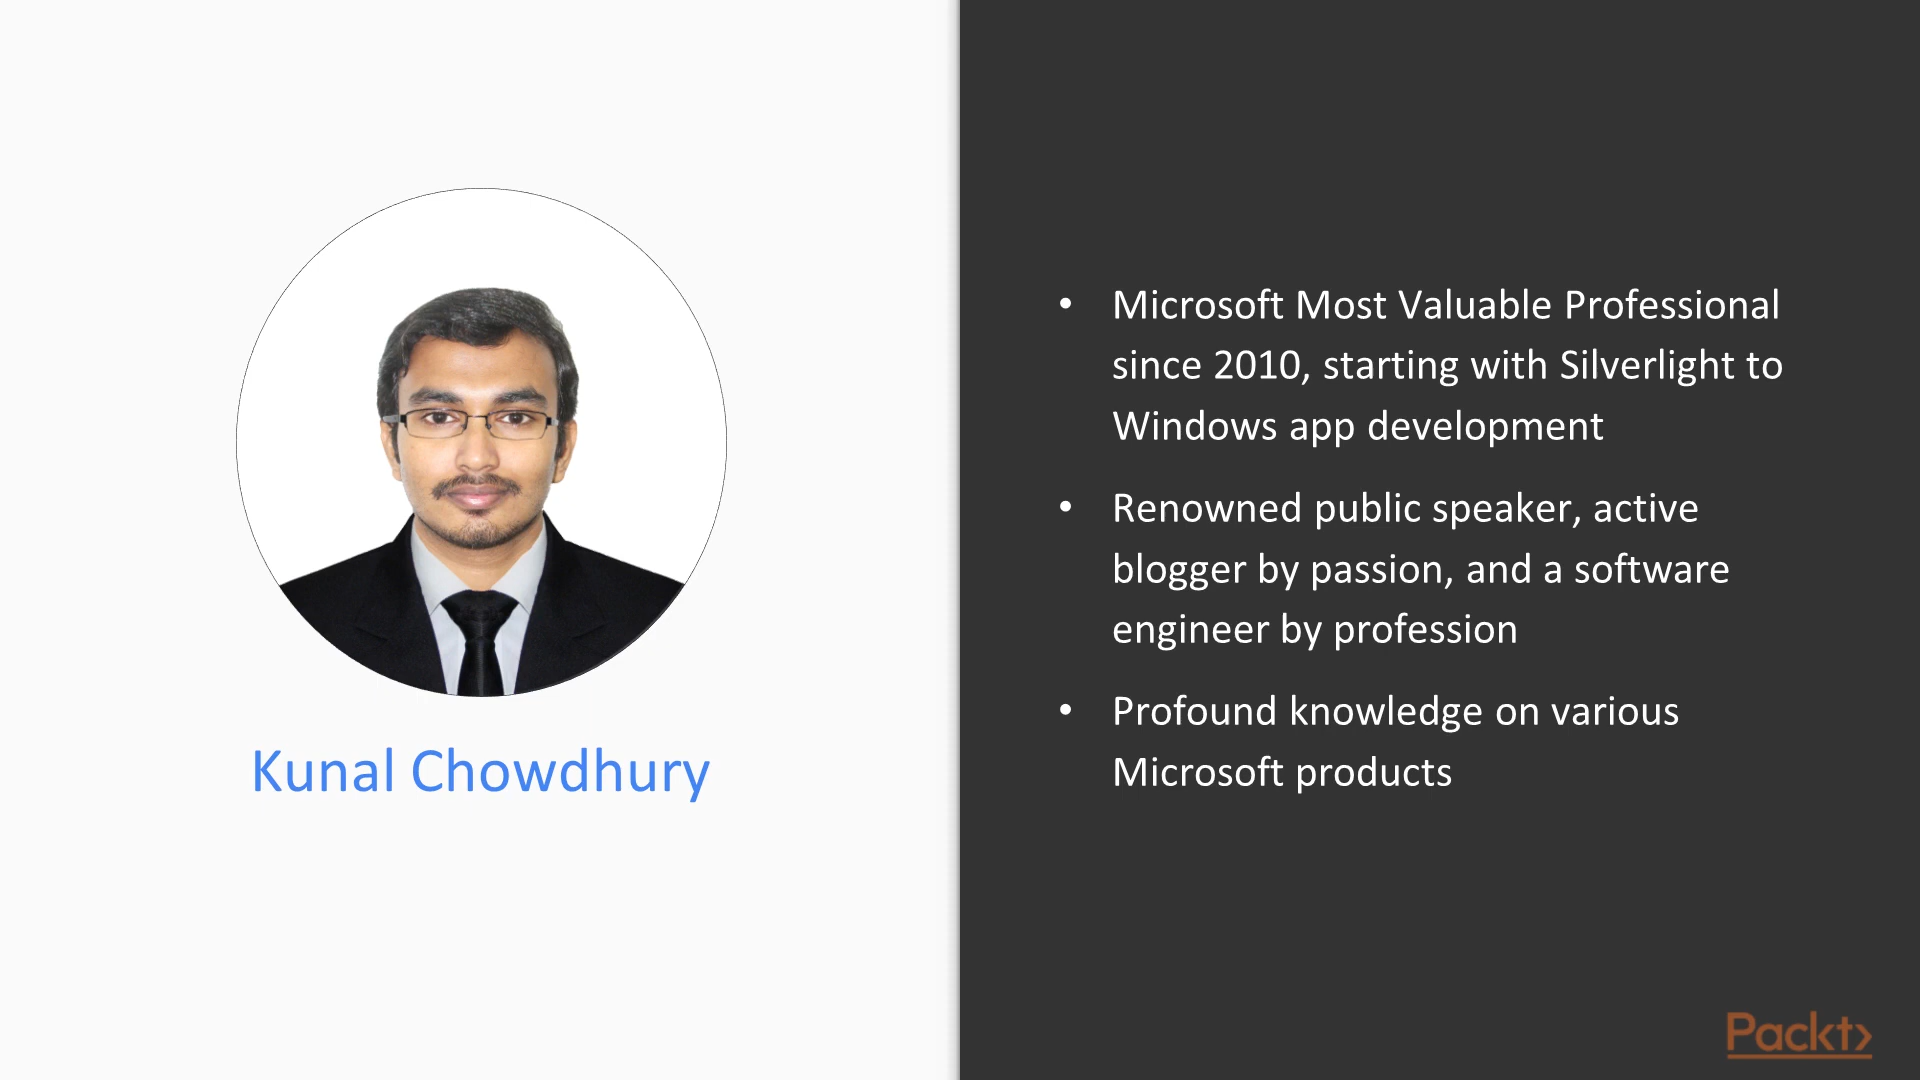 Kunal Chowdhury
• Microsoft Most Valuable Professional
since 2010, starting with Silverlight to
Windows app development
• Renowned public speaker, active
blogger by passion, and a software
engineer by profession
• Profound knowledge on various
Microsoft products
Packt>